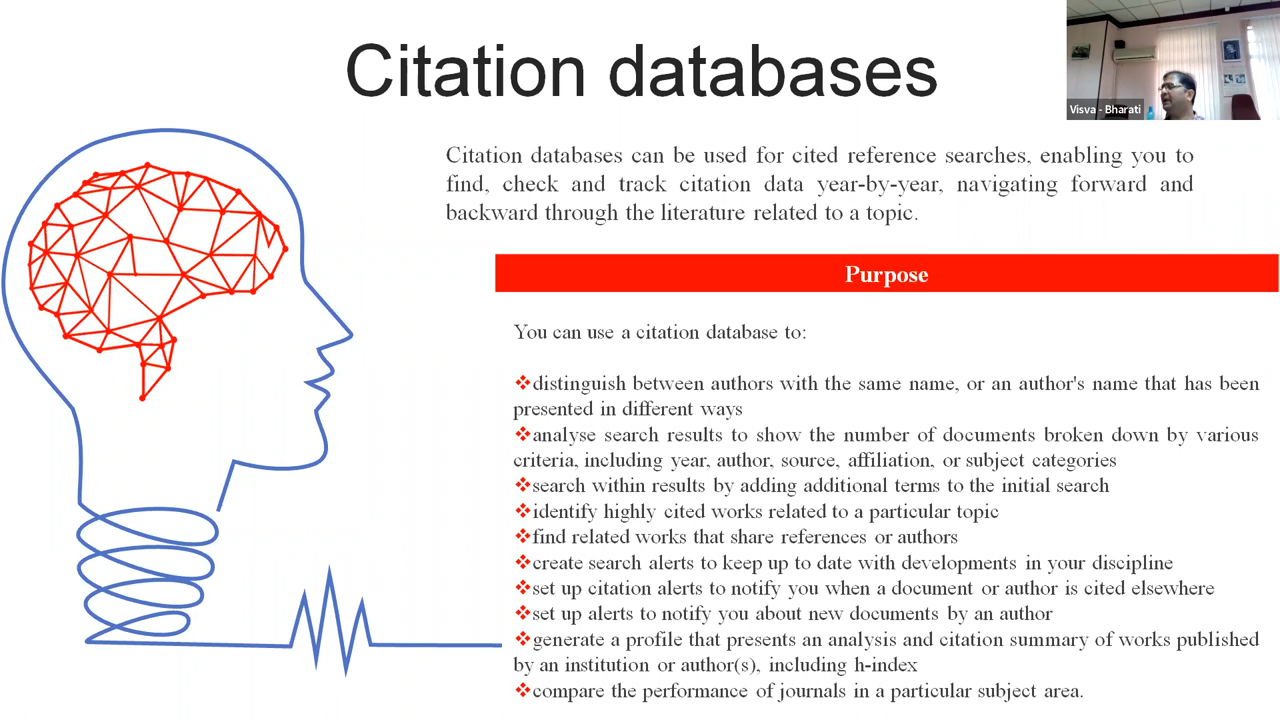 Citation databases
Visva - Bharati
Citation databases can be used for cited reference searches, enabling you to
find, check and track citation data year-by-year, navigating forward and
backward through the literature related to a topic.
Purpose
You can use a citation database to:
❖distinguish between authors with the same name, or an author's name that has been
presented in different ways
❖analyse search results to show the number of documents broken down by various
criteria, including year, author, source, affiliation, or subject categories
❖search within results by adding additional terms to the initial search
❖identify highly cited works related to a particular topic
❖find related works that share references or authors
❖create search alerts to keep up to date with developments in your discipline
❖set up citation alerts to notify you when a document or author is cited elsewhere
❖set up alerts to notify you about new documents by an author
❖generate a profile that presents an analysis and citation summary of works published
by an institution or author(s), including h-index
❖compare the performance of journals in a particular subject area.